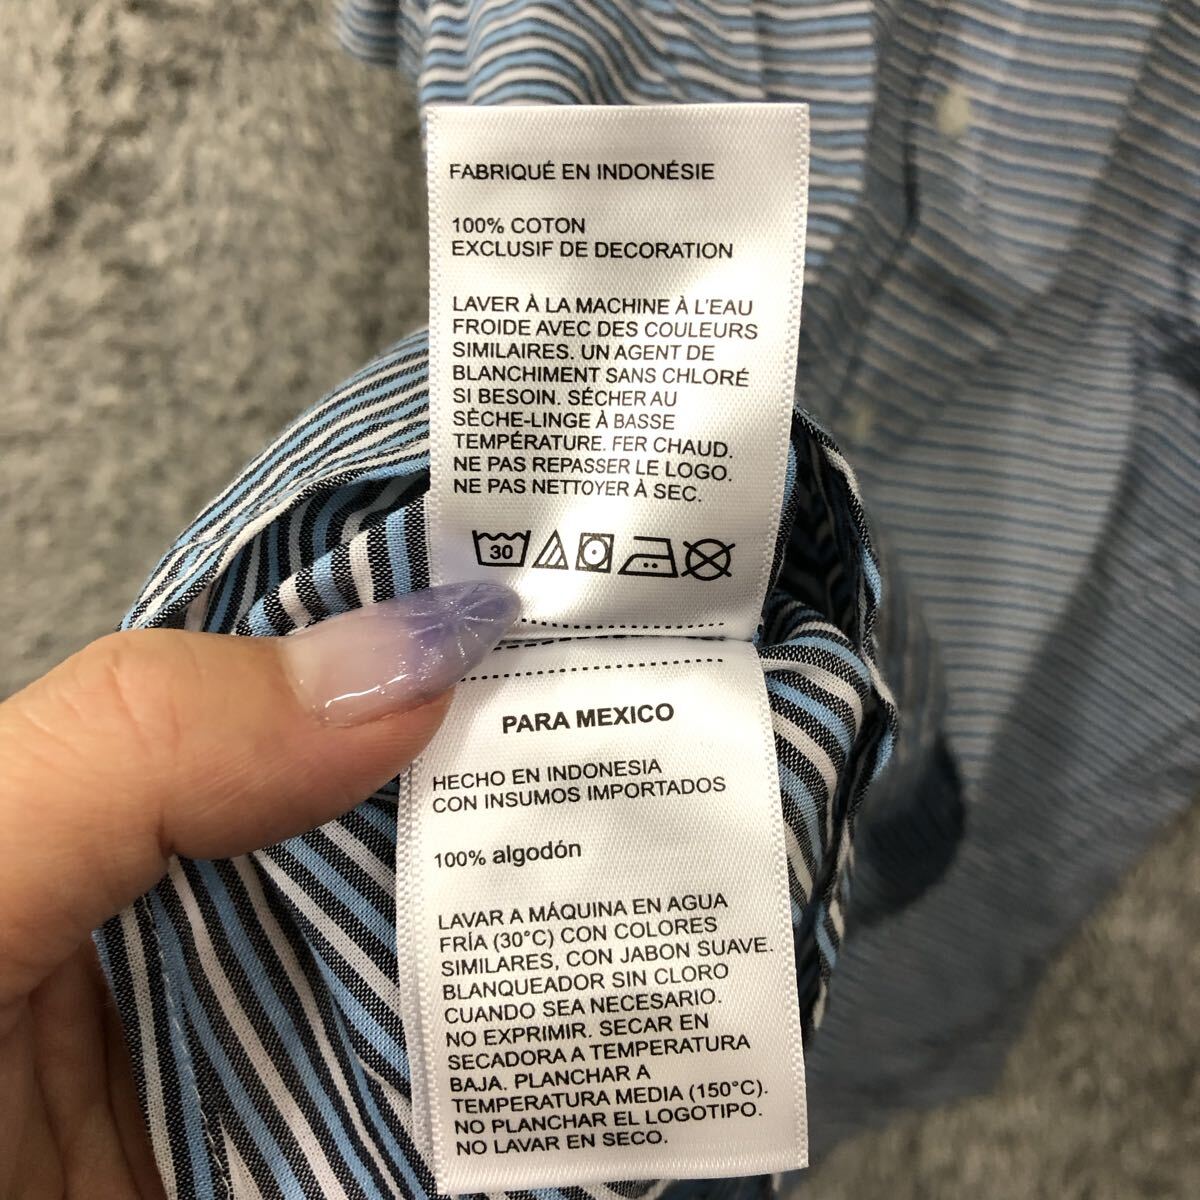 FABRIQUÉ EN INDONÉSIE
100% COTON
EXCLUSIF DE DECORATION
LAVER À LA MACHINE À L'EAU
FROIDE AVEC DES COULEURS
SIMILAIRES. UN AGENT DE
BLANCHIMENT SANS CHLORÉ
SI BESOIN. SÉCHER AU
SÈCHE-LINGE À BASSE
TEMPÉRATURE. FER CHAUD.
NE PAS REPASSER LE LOGO.
NE PAS NETTOYER À SEC.
30
PARA MEXICO
HECHO EN INDONESIA
CON INSUMOS IMPORTADOS
100% algodón
LAVAR A MÁQUINA EN AGUA
FRÍA (30°C) CON COLORES
SIMILARES, CON JABON SUAVE.
BLANQUEADOR SIN CLORO
CUANDO SEA NECESARIO.
NO EXPRIMIR. SECAR EN
SECADORA A TEMPERATURA
BAJA. PLANCHAR A
TEMPERATURA MEDIA (150°C).
NO PLANCHAR EL LOGOTIPO.
NO LAVAR EN SECO.